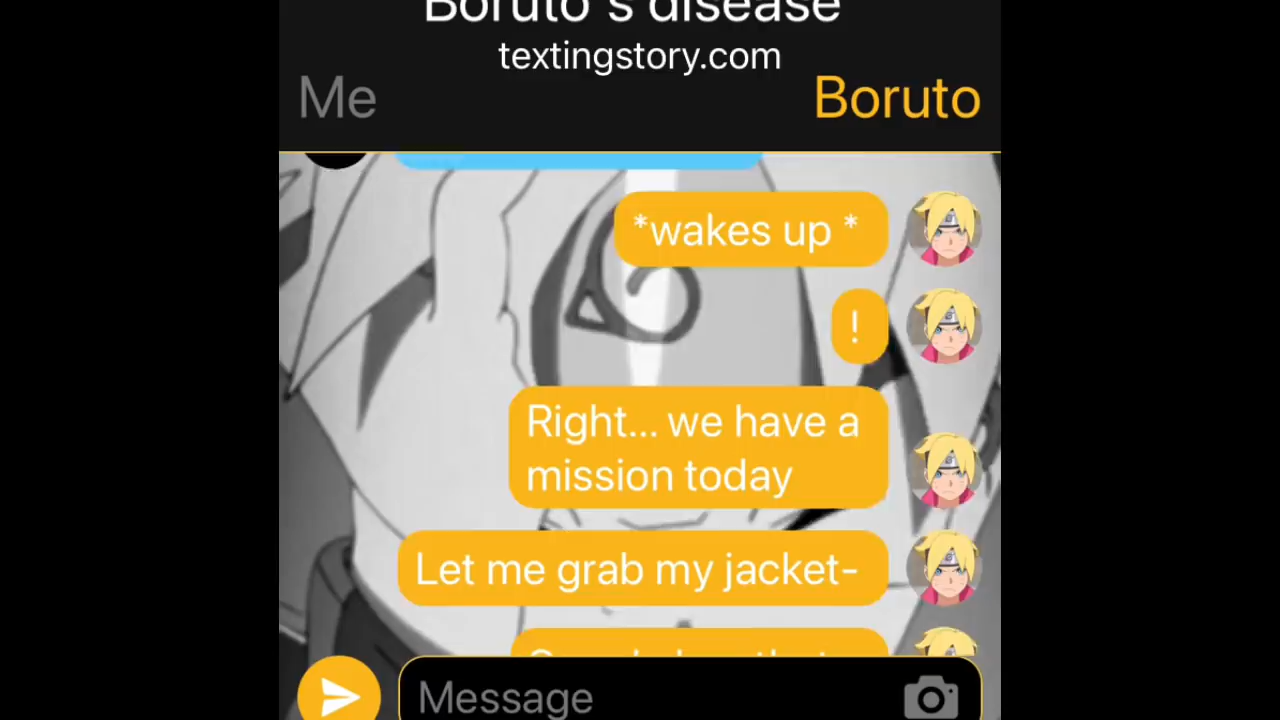 Boruto's disease
textingstory.com
Me
Boruto
*wakes up *
!
Right... we have a
mission today
Let me grab my jacket-
Message